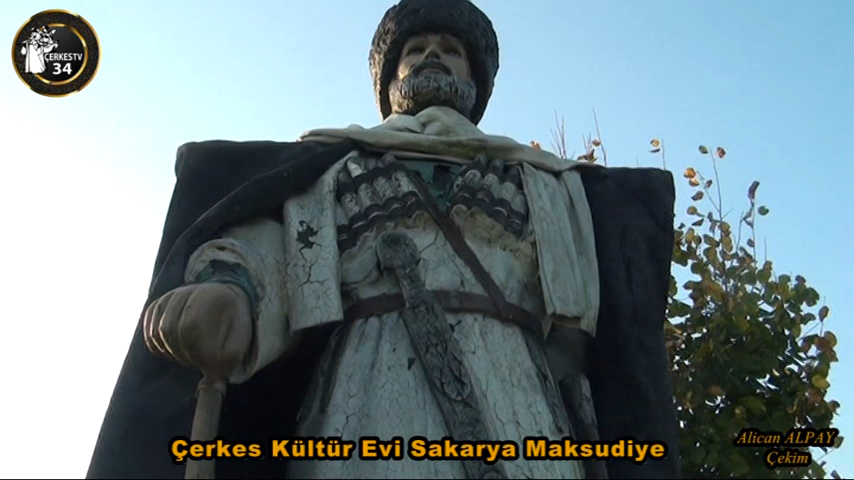 ÇERKESTV
34
Çerkes Kültür Evi Sakarya Maksudiye
Alican ALPAY
Çekim